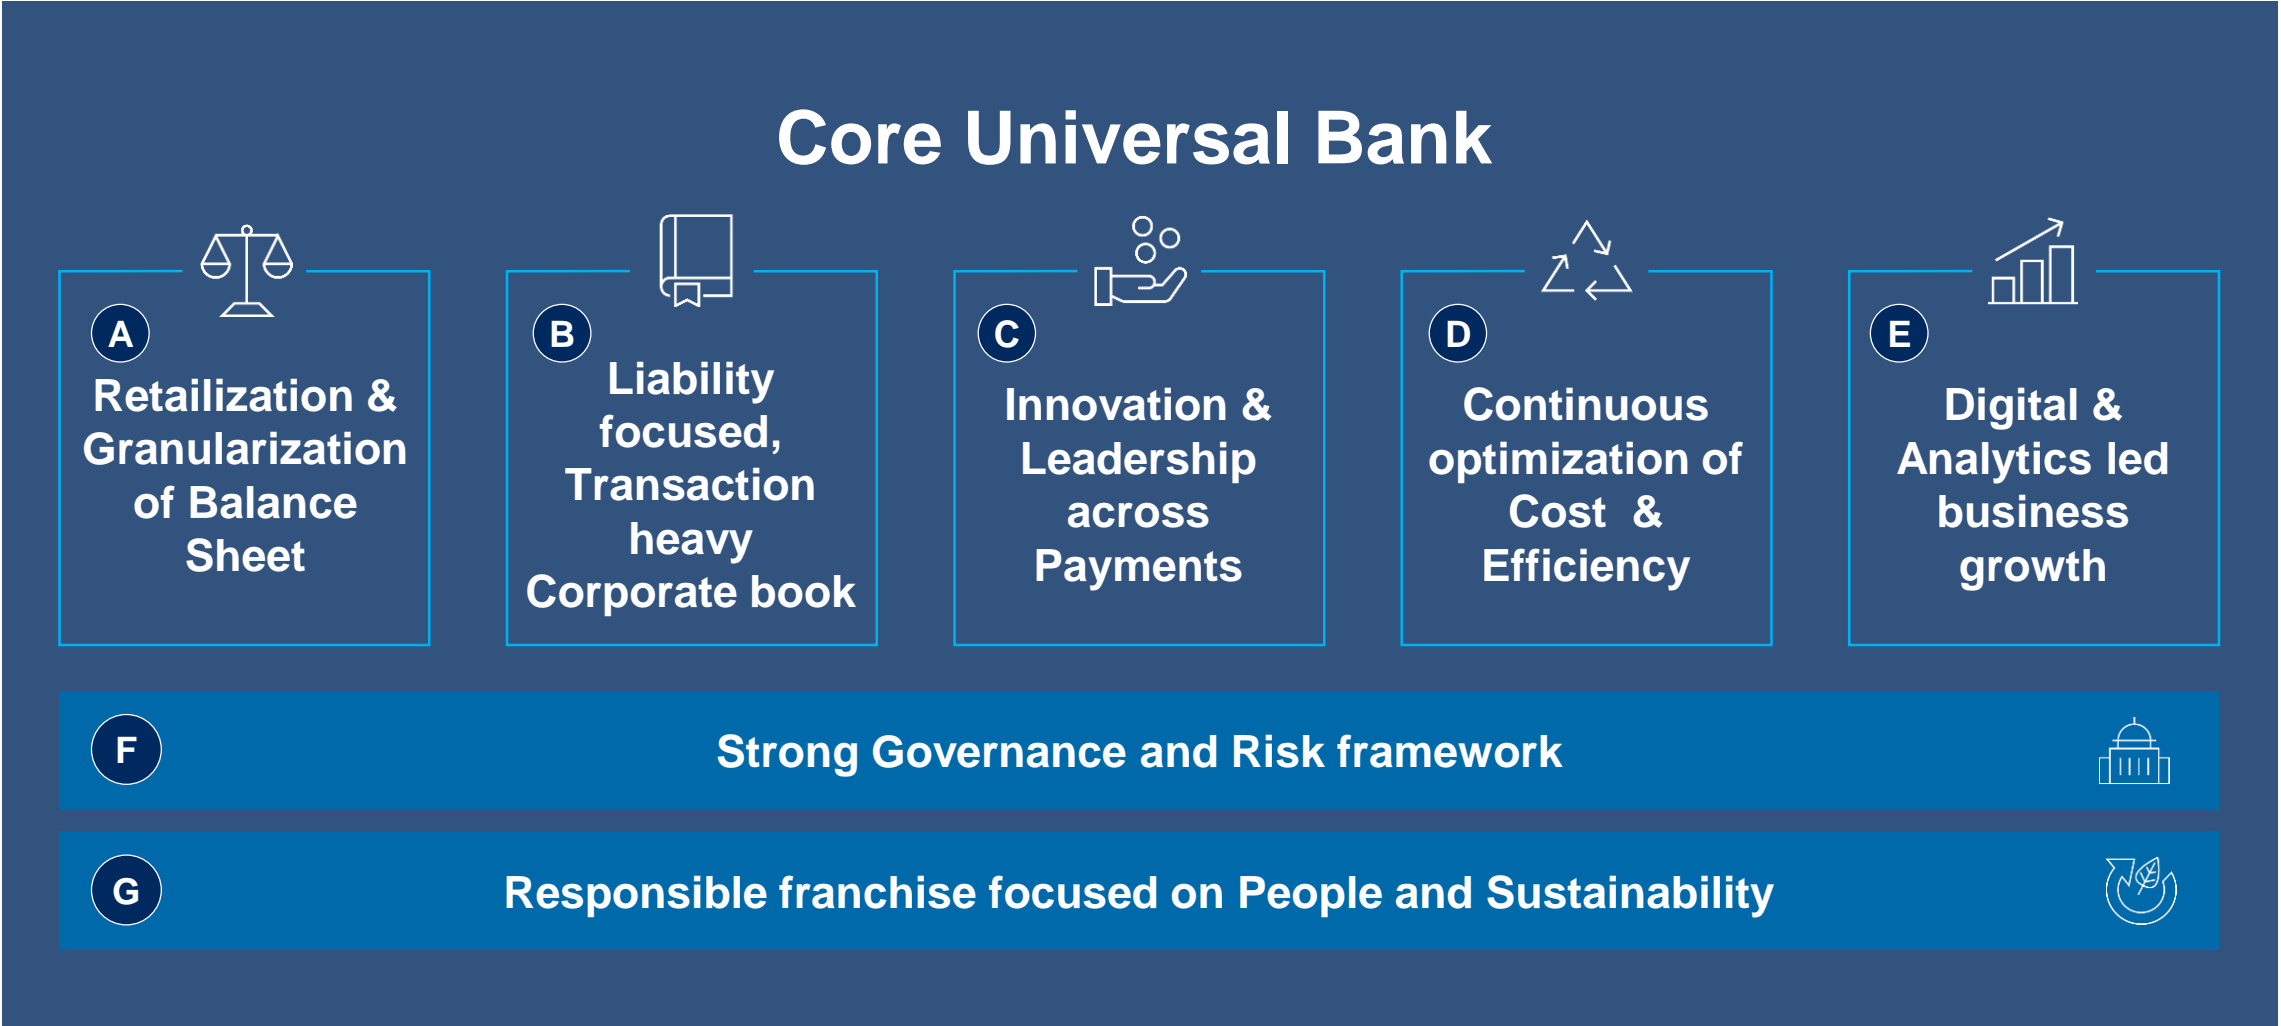 Core Universal Bank
A
Retailization &
Granularization
of Balance
Sheet
B
Liability
focused,
Transaction
heavy
Corporate book
C
Innovation &
Leadership
across
Payments
D
Continuous
optimization of
Cost &
Efficiency
E
Digital &
Analytics led
business
growth
F
Strong Governance and Risk framework
G
Responsible franchise focused on People and Sustainability